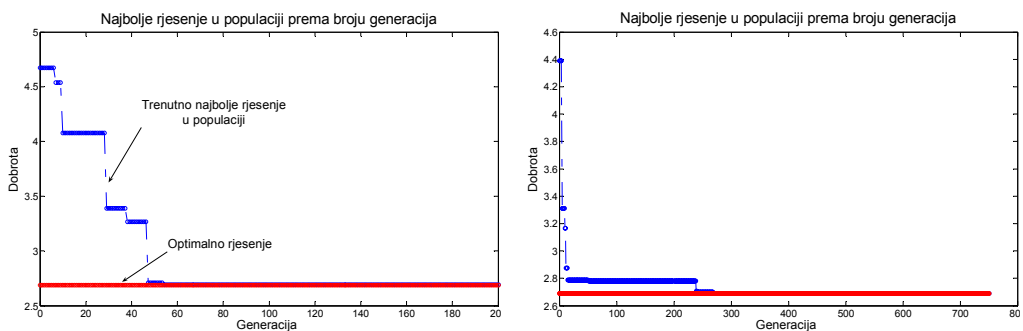 Najbolje rjesenje u populaciji prema broju generacija
5
4.5
4
3.5
3
2.5
Dobrota
Trenutno najbolje rjesenje
u populaciji
Optimalno rjesenje
0 20 40 60 80 100 120 140 160 180 200
Generacija
Najbolje rjesenje u populaciji prema broju generacija
4.6
4.4
4.2
4
3.8
3.6
3.4
3.2
3
2.8
2.6
Dobrota
0 100 200 300 400 500 600 700 80
Generacija